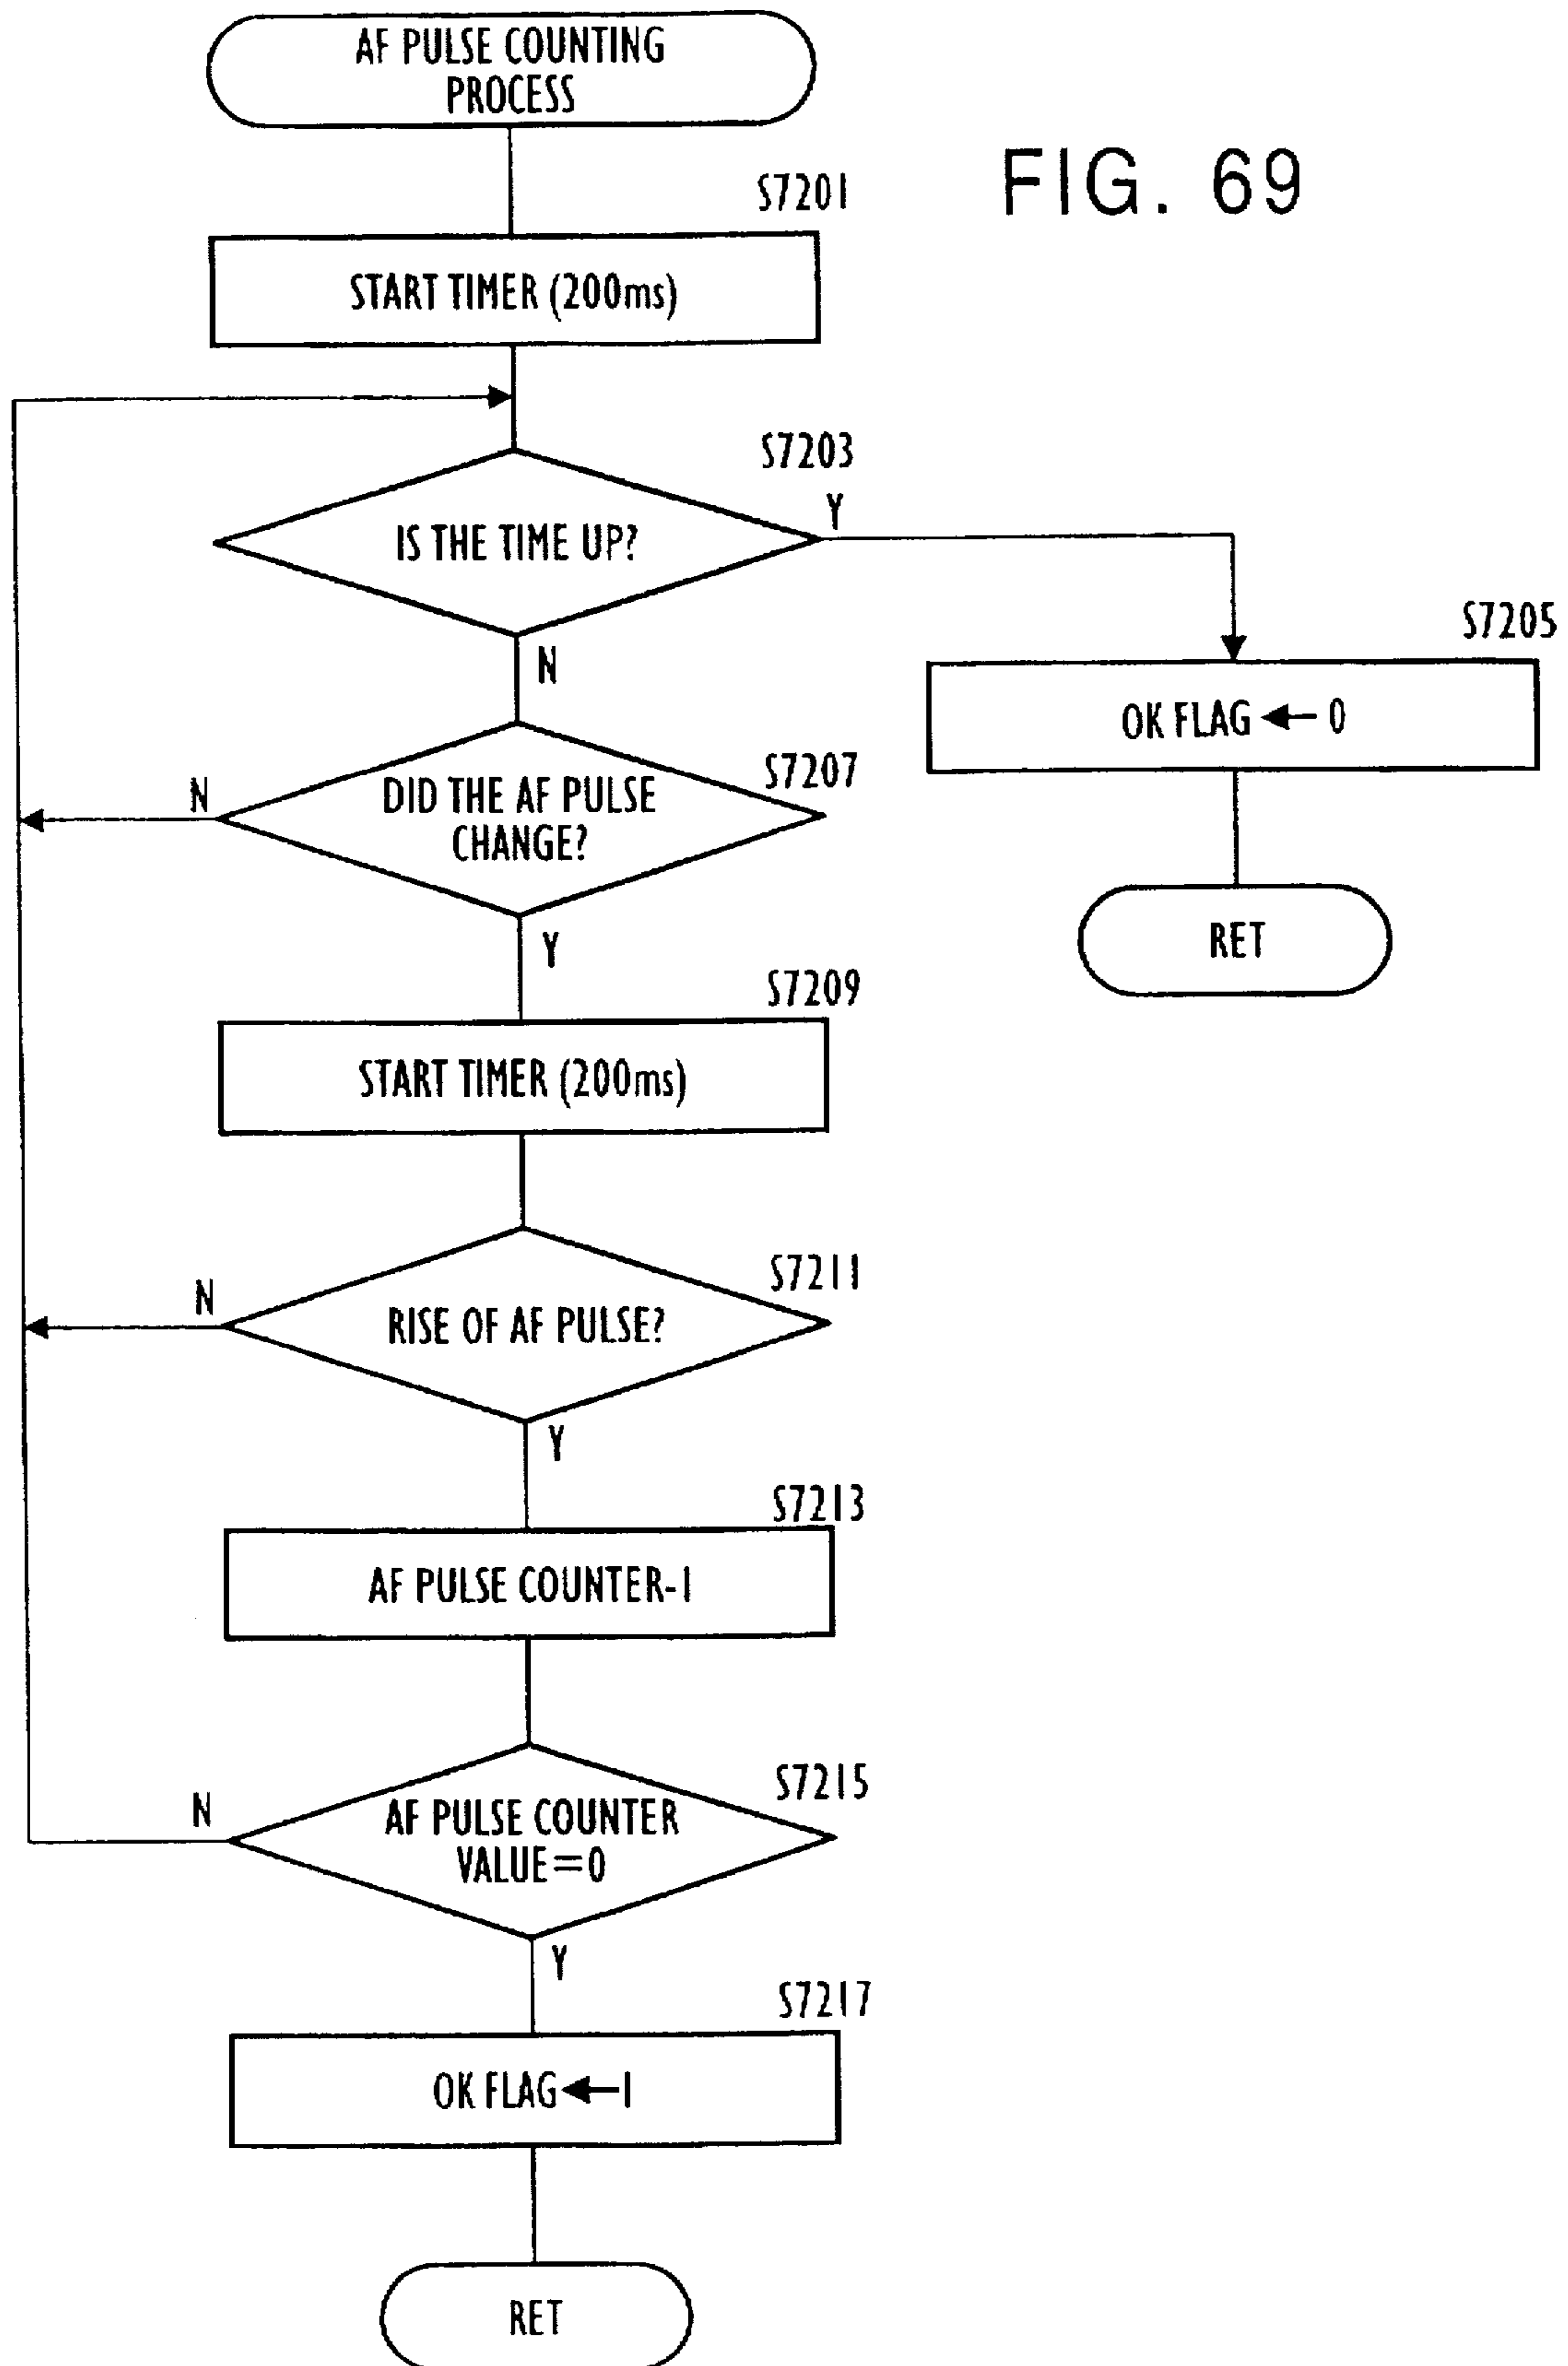 AF PULSE COUNTING
PROCESS
FIG. 69
S7201
START TIMER (200ms)
S7203
IS THE TIME UP?
Y
N
S7205
OK FLAG ← 0
RET
S7207
DID THE AF PULSE
CHANGE?
N
Y
S7209
START TIMER (200ms)
S7211
RISE OF AF PULSE?
N
Y
S7213
AF PULSE COUNTER-1
S7215
AF PULSE COUNTER
VALUE=0
N
Y
S7217
OK FLAG←1
RET